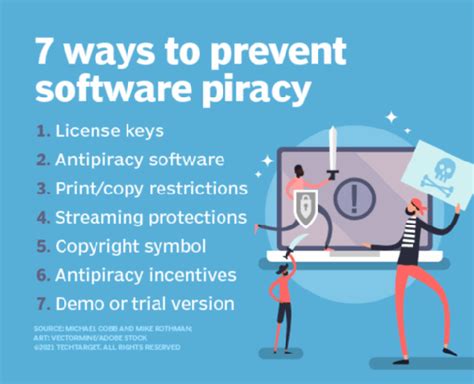 7 ways to prevent
software piracy
1. License keys
2. Antipiracy software
3. Print/copy restrictions
4. Streaming protections
5. Copyright symbol
6. Antipiracy incentives
7. Demo or trial version
SOURCE: MICHAEL COBB AND MIKE ROTHMAN;
ART: VECTORMINE/ADOBE STOCK
©2021 TECHTARGET. ALL RIGHTS RESERVED